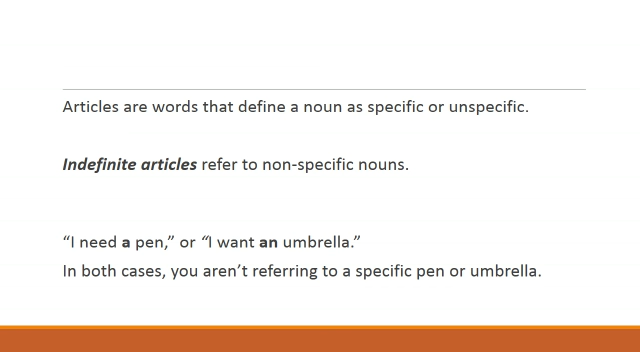 Articles are words that define a noun as specific or unspecific.
Indefinite articles refer to non-specific nouns.
“I need a pen,” or “I want an umbrella.”
In both cases, you aren’t referring to a specific pen or umbrella.